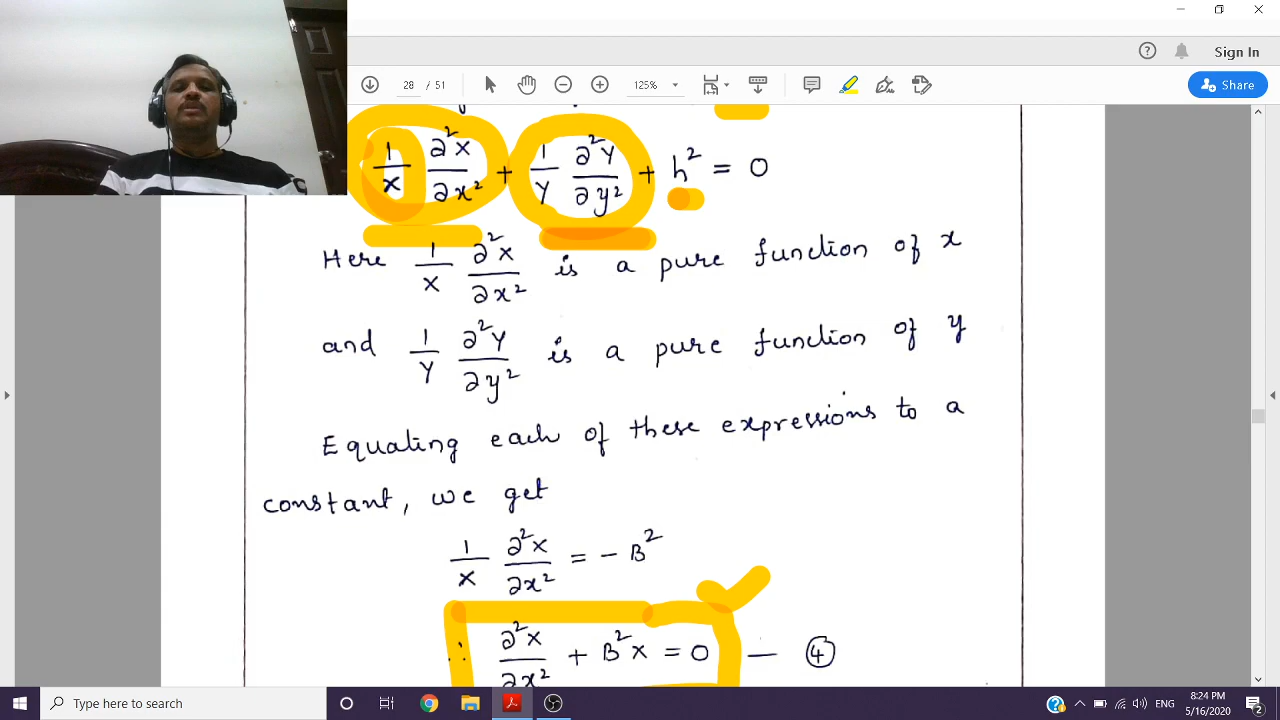 Sign In
28 / 51
125%
Share
1/X ∂²X/∂x² + 1/Y ∂²Y/∂y² + h² = 0
Here 1/X ∂²X/∂x² is a pure function of x
and 1/Y ∂²Y/∂y² is a pure function of y
Equating each of these expressions to a
constant, we get
1/X ∂²X/∂x² = - B²
∴ ∂²X/∂x² + B²X = 0 — ④
Type here to search
8:24 PM
5/16/2020